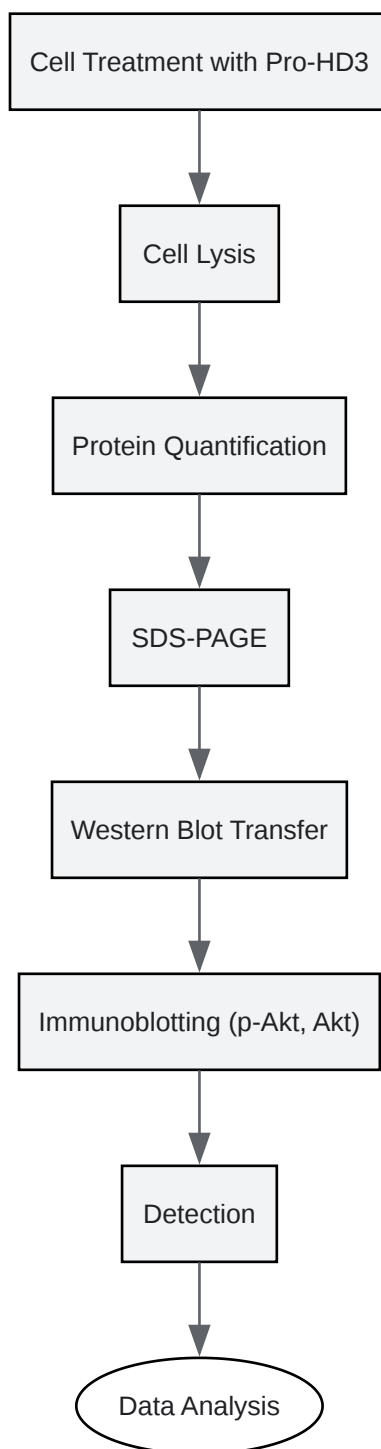 Cell Treatment with Pro-HD3
Cell Lysis
Protein Quantification
SDS-PAGE
Western Blot Transfer
Immunoblotting (p-Akt, Akt)
Detection
Data Analysis